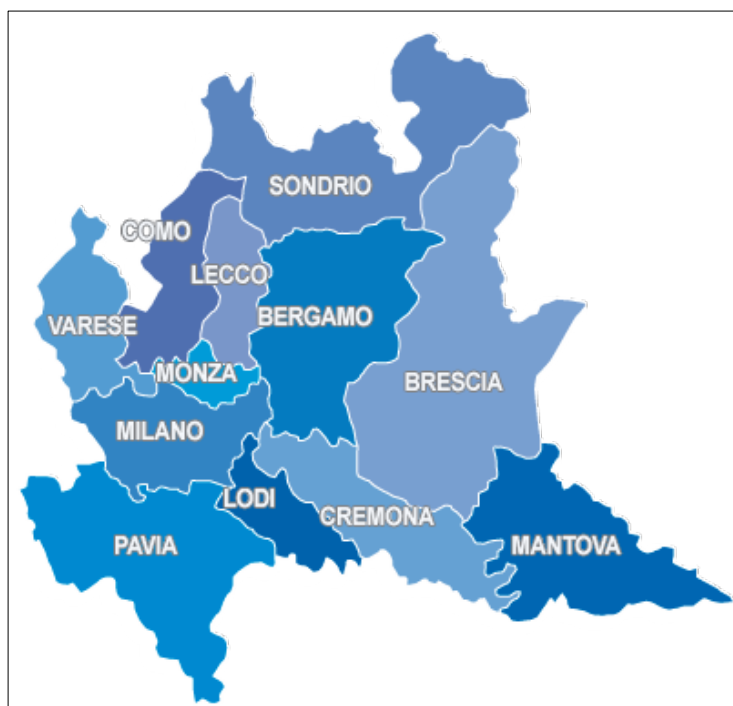 SONDRIO
COMO
LECCO
BERGAMO
VARESE
MONZA
BRESCIA
MILANO
LODI
CREMONA
PAVIA
MANTOVA